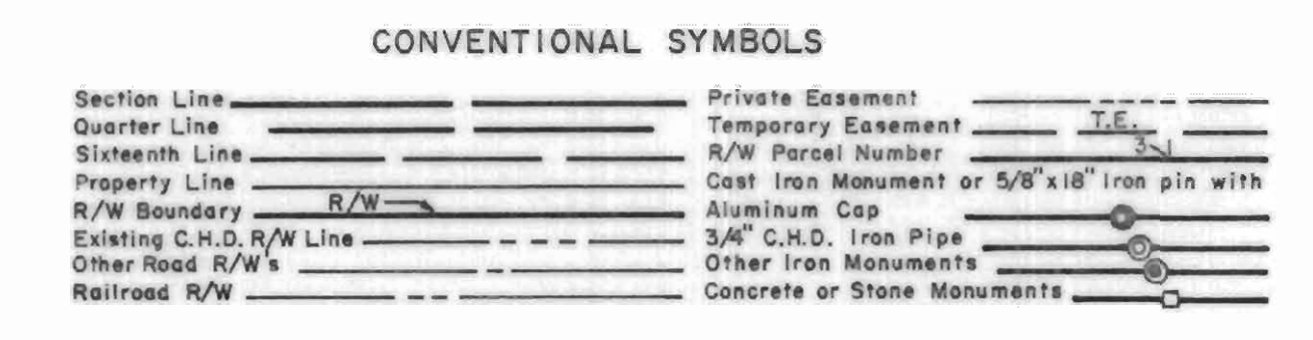 CONVENTIONAL SYMBOLS
Section Line
Quarter Line
Sixteenth Line
Property Line
R/W Boundary R/W
Existing C.H.D. R/W Line
Other Road R/W's
Railroad R/W
Private Easement
Temporary Easement T.E.
R/W Parcel Number 3
Cast Iron Monument or 5/8"x18" Iron pin with
Aluminum Cap
3/4" C.H.D. Iron Pipe
Other Iron Monuments
Concrete or Stone Monuments